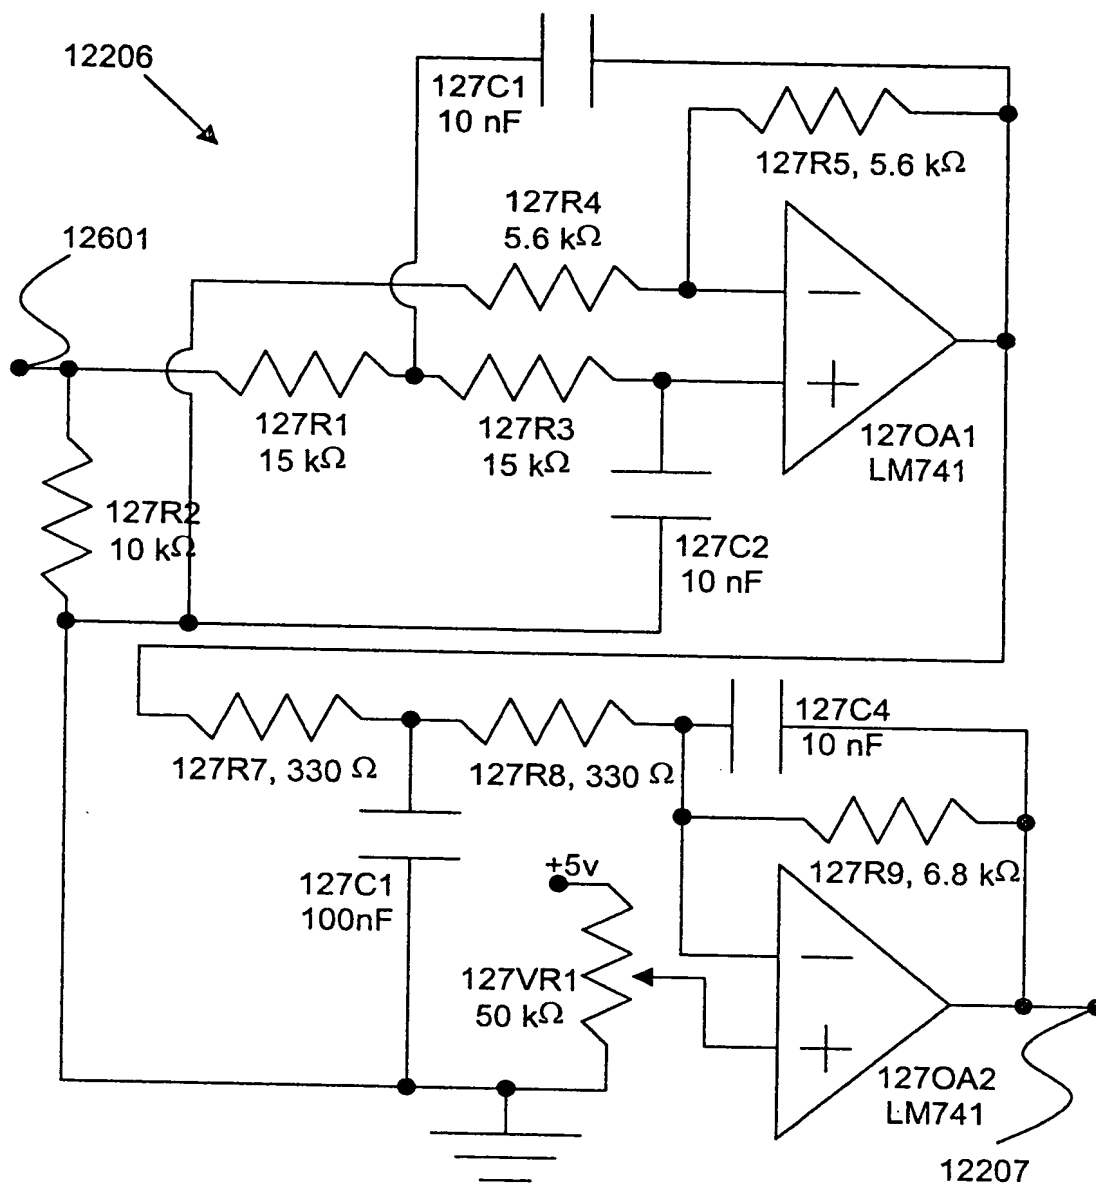 12206
127C1
10 nF
127R5, 5.6 kΩ
127R4
5.6 kΩ
12601
127R1
15 kΩ
127R3
15 kΩ
127OA1
LM741
127R2
10 kΩ
127C2
10 nF
127C4
10 nF
127R7, 330 Ω
127R8, 330 Ω
127R9, 6.8 kΩ
+5v
127C1
100nF
127VR1
50 kΩ
127OA2
LM741
12207